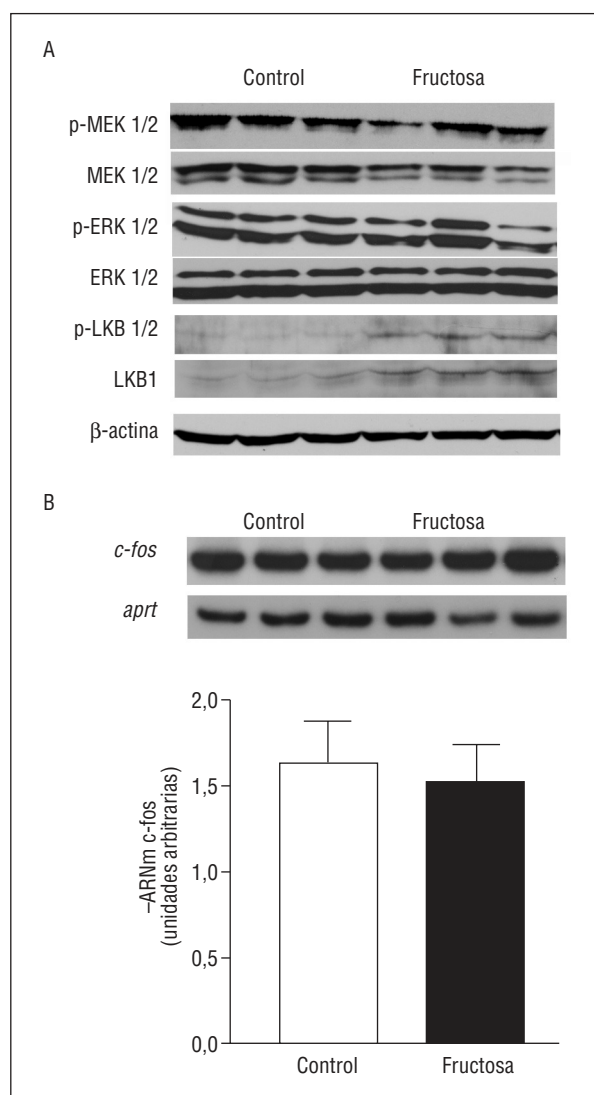 A
Control Fructosa
p-MEK 1/2
MEK 1/2
p-ERK 1/2
ERK 1/2
p-LKB 1/2
LKB1
β-actina
B
Control Fructosa
c-fos
aprt
2,0
1,5
1,0
0,5
0,0
–ARNm c-fos
(unidades arbitrarias)
Control Fructosa